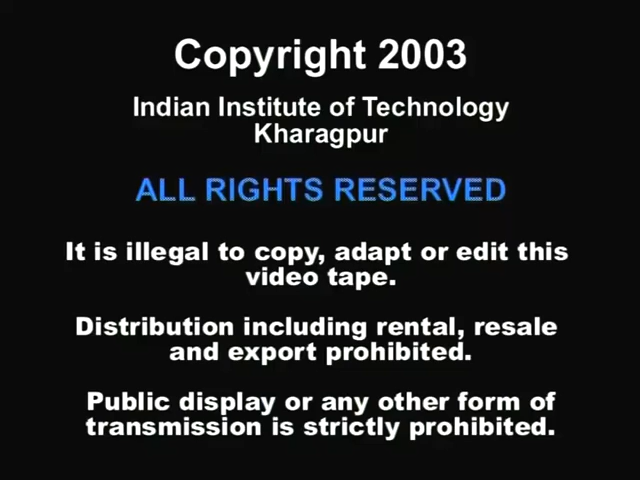 Copyright 2003
Indian Institute of Technology
Kharagpur
ALL RIGHTS RESERVED
It is illegal to copy, adapt or edit this
video tape.
Distribution including rental, resale
and export prohibited.
Public display or any other form of
transmission is strictly prohibited.